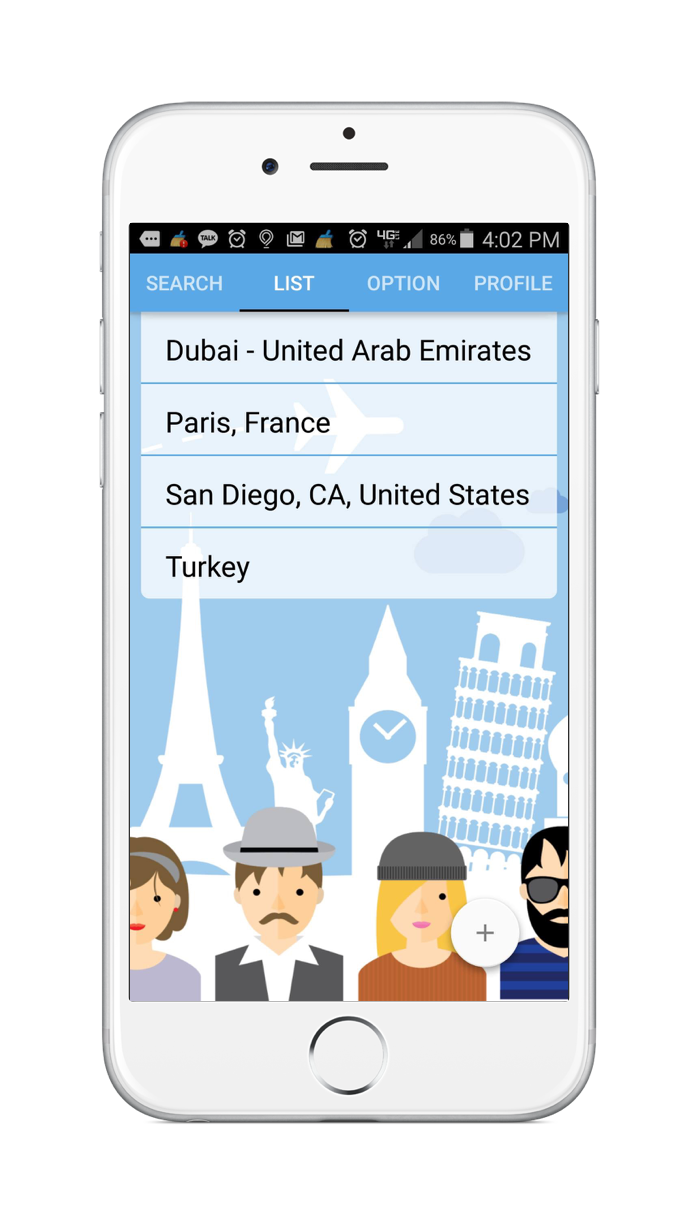 TALK 4G LTE 86% 4:02 PM
SEARCH LIST OPTION PROFILE
Dubai - United Arab Emirates
Paris, France
San Diego, CA, United States
Turkey
+